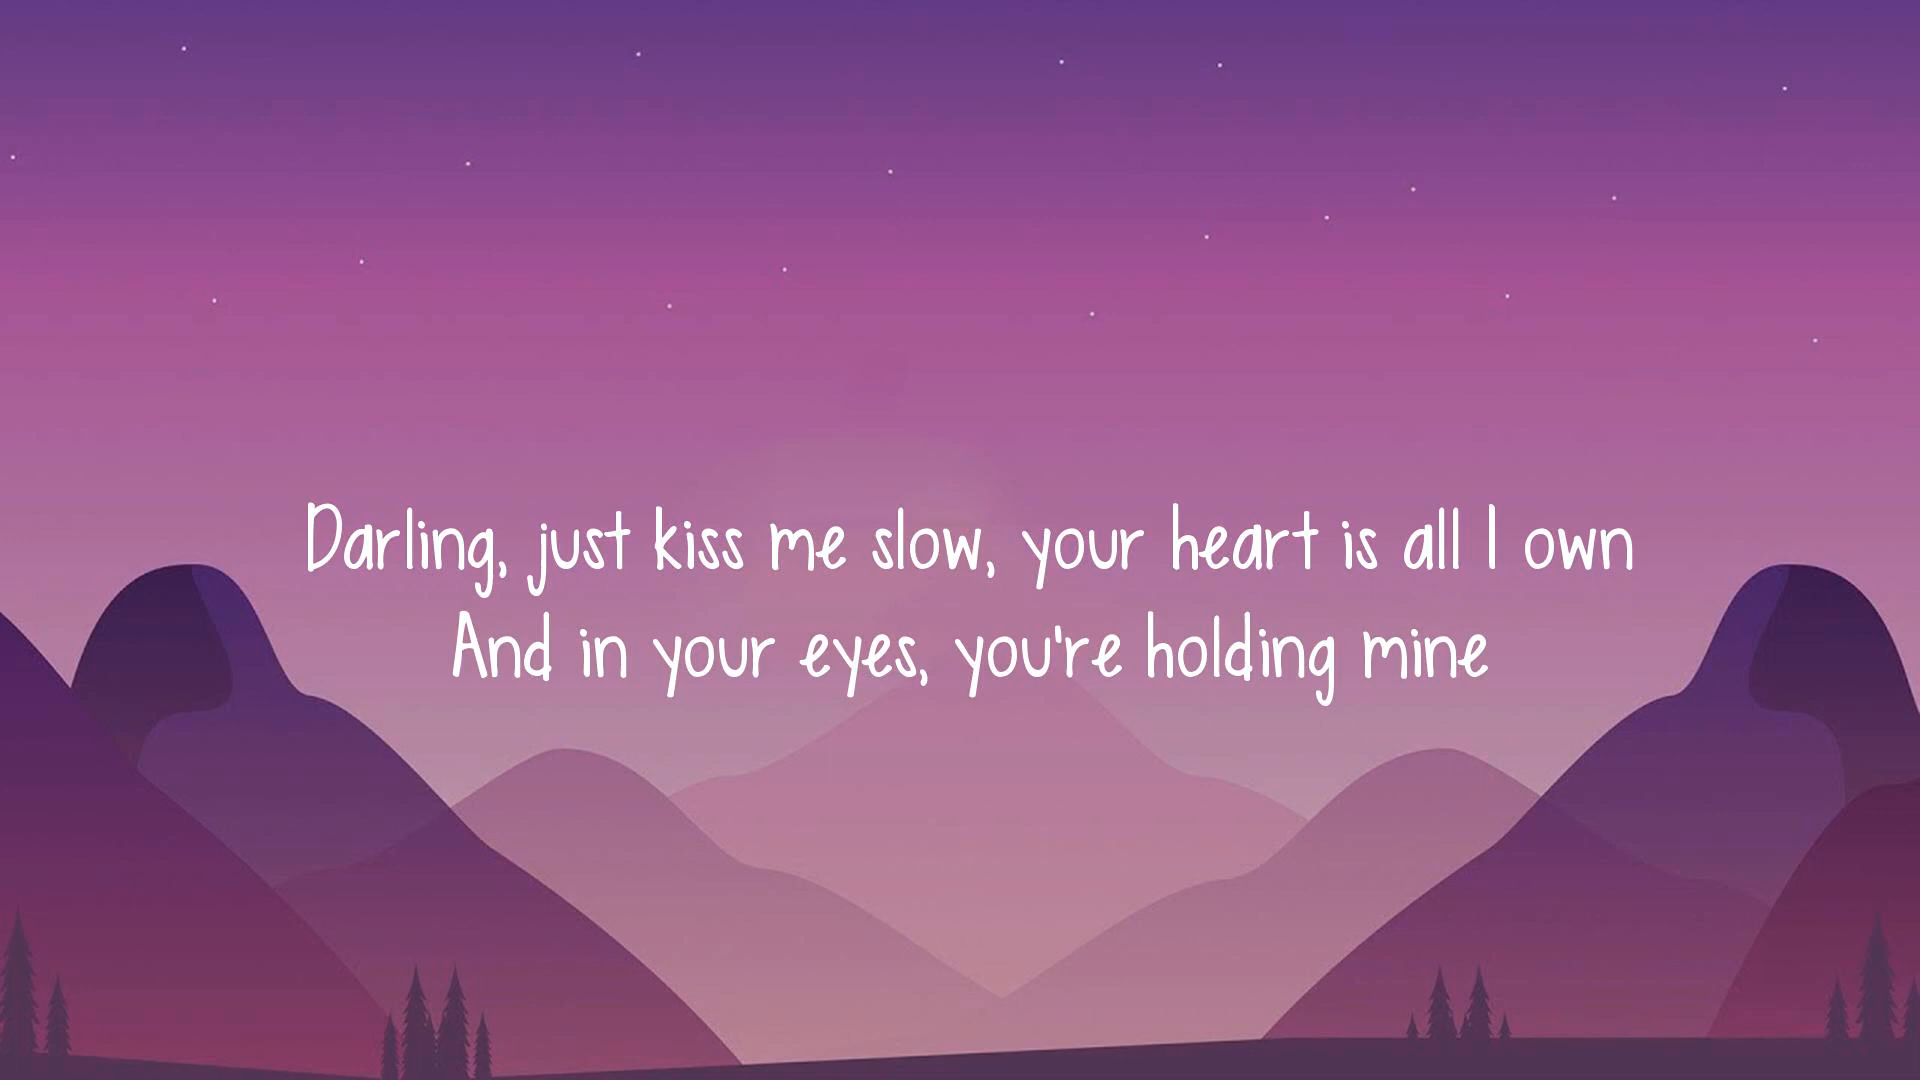 Darling, just kiss me slow, your heart is all I own
And in your eyes, you're holding mine